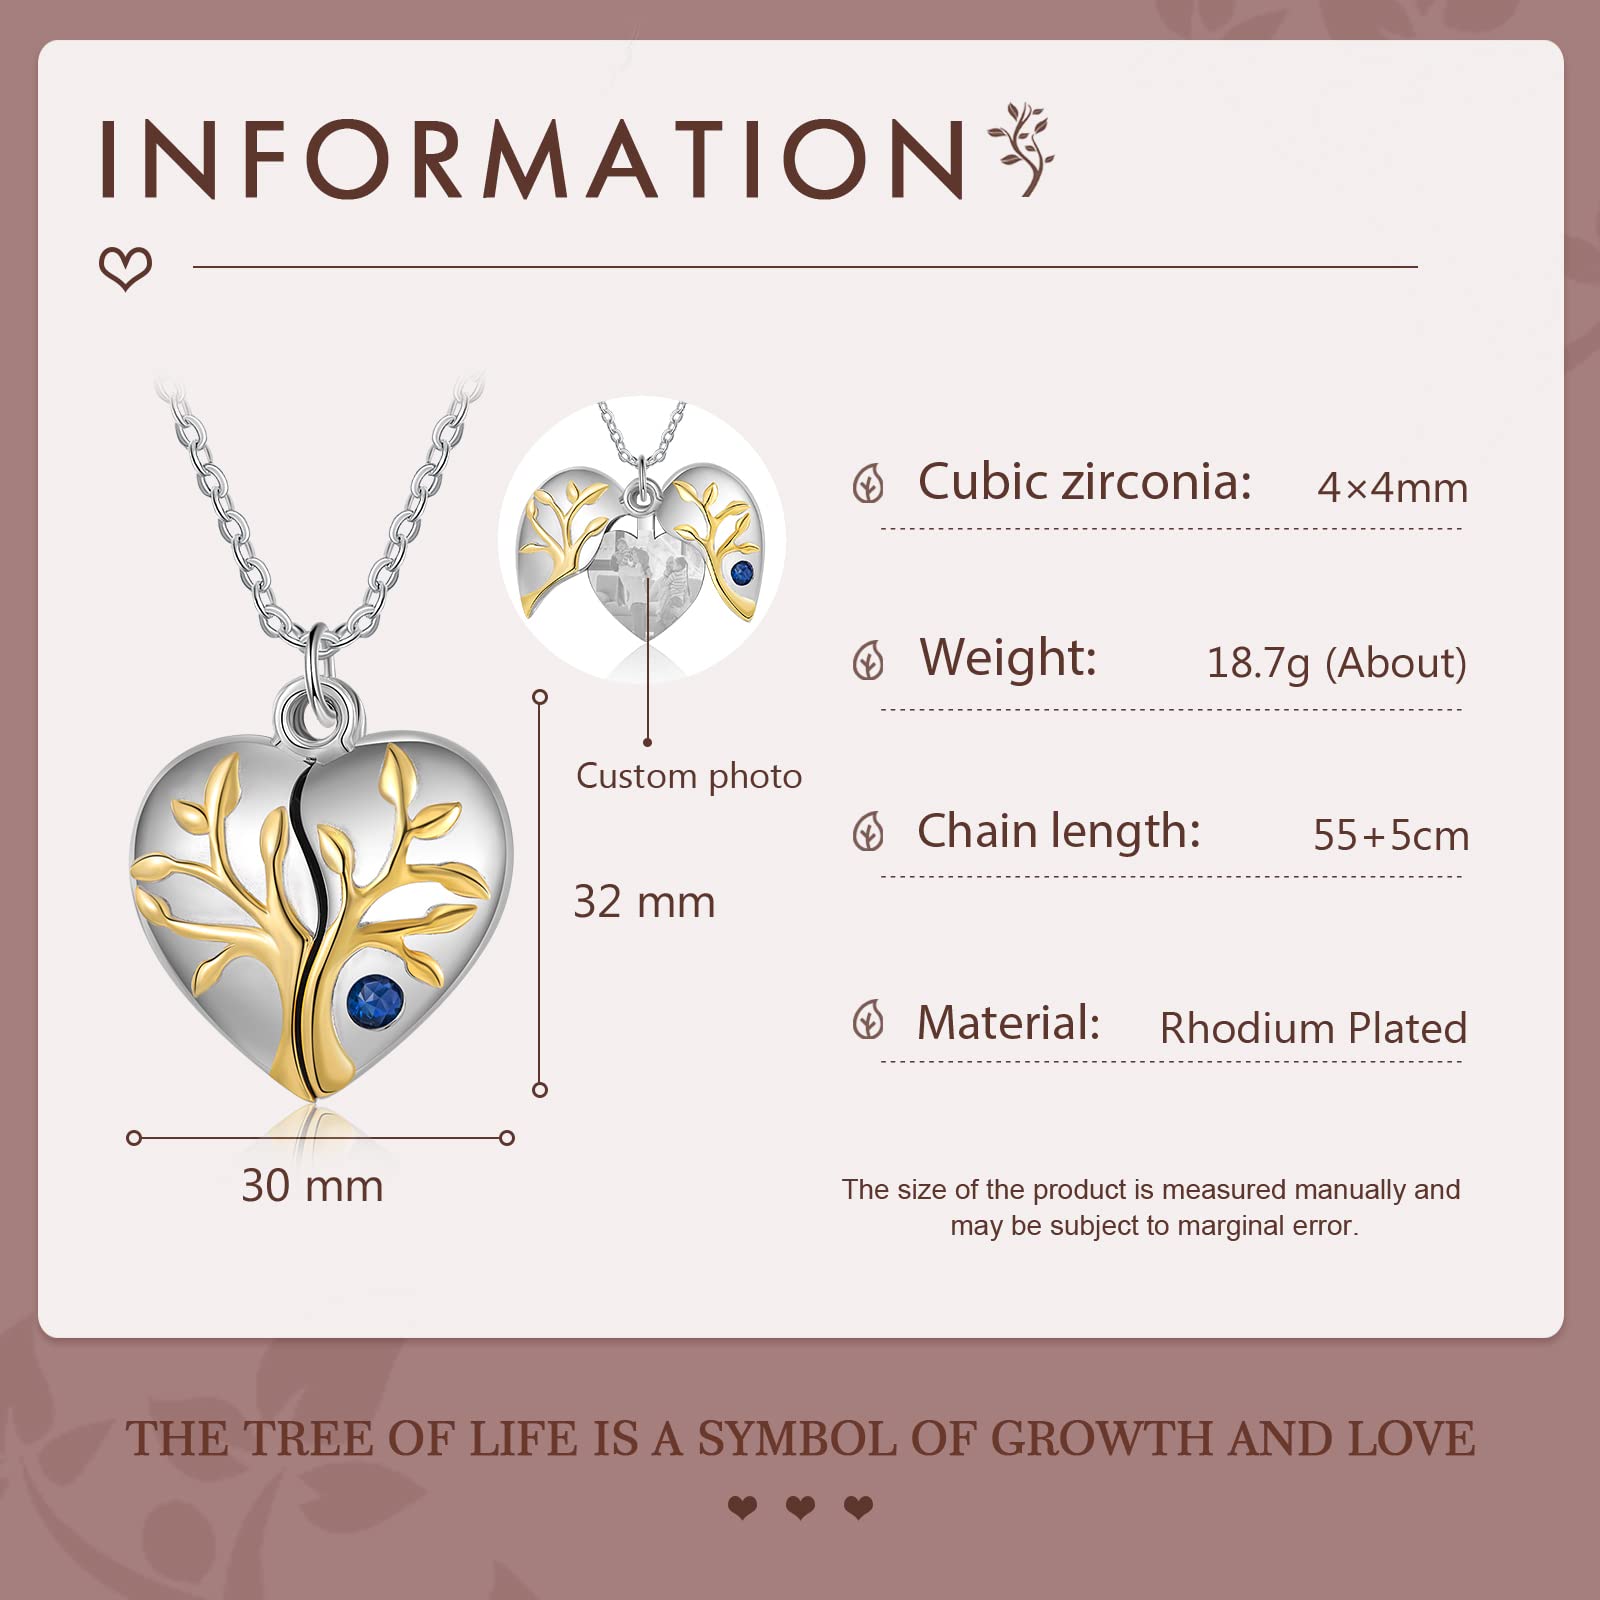 INFORMATION
Custom photo
32 mm
30 mm
Cubic zirconia: 4×4mm
Weight: 18.7g (About)
Chain length: 55+5cm
Material: Rhodium Plated
The size of the product is measured manually and
may be subject to marginal error.
THE TREE OF LIFE IS A SYMBOL OF GROWTH AND LOVE